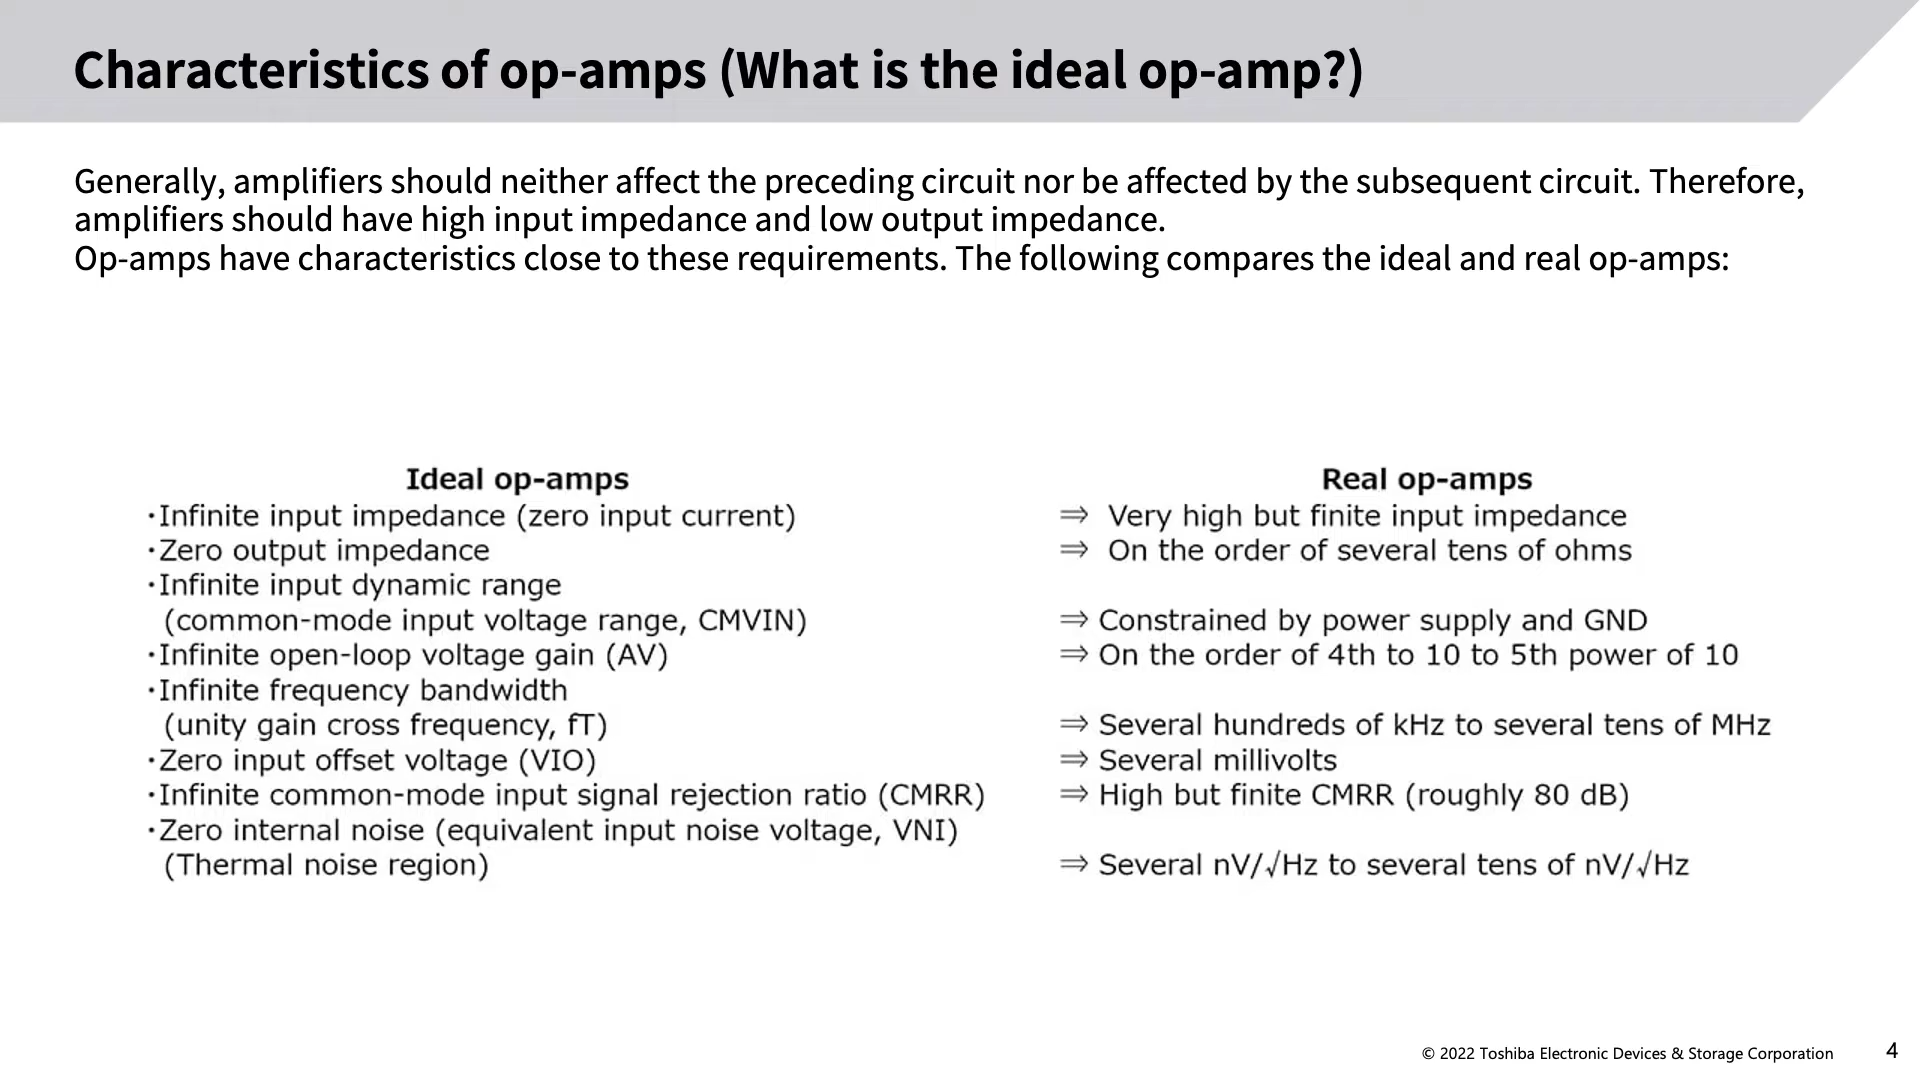 Characteristics of op-amps (What is the ideal op-amp?)
Generally, amplifiers should neither affect the preceding circuit nor be affected by the subsequent circuit. Therefore,
amplifiers should have high input impedance and low output impedance.
Op-amps have characteristics close to these requirements. The following compares the ideal and real op-amps:
Ideal op-amps
・Infinite input impedance (zero input current)
・Zero output impedance
・Infinite input dynamic range
(common-mode input voltage range, CMVIN)
・Infinite open-loop voltage gain (AV)
・Infinite frequency bandwidth
(unity gain cross frequency, fT)
・Zero input offset voltage (VIO)
・Infinite common-mode input signal rejection ratio (CMRR)
・Zero internal noise (equivalent input noise voltage, VNI)
(Thermal noise region)
Real op-amps
⇒ Very high but finite input impedance
⇒ On the order of several tens of ohms
⇒ Constrained by power supply and GND
⇒ On the order of 4th to 10 to 5th power of 10
⇒ Several hundreds of kHz to several tens of MHz
⇒ Several millivolts
⇒ High but finite CMRR (roughly 80 dB)
⇒ Several nV/√Hz to several tens of nV/√Hz
© 2022 Toshiba Electronic Devices & Storage Corporation
4